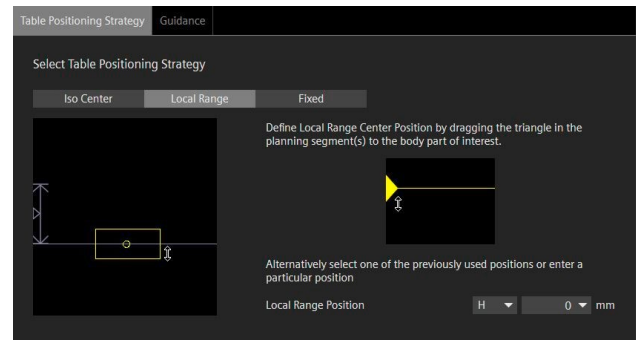 Table Positioning Strategy Guidance
Select Table Positioning Strategy
Iso Center Local Range Fixed
Define Local Range Center Position by dragging the triangle in the
planning segment(s) to the body part of interest.
Alternatively select one of the previously used positions or enter a
particular position
Local Range Position H 0 mm